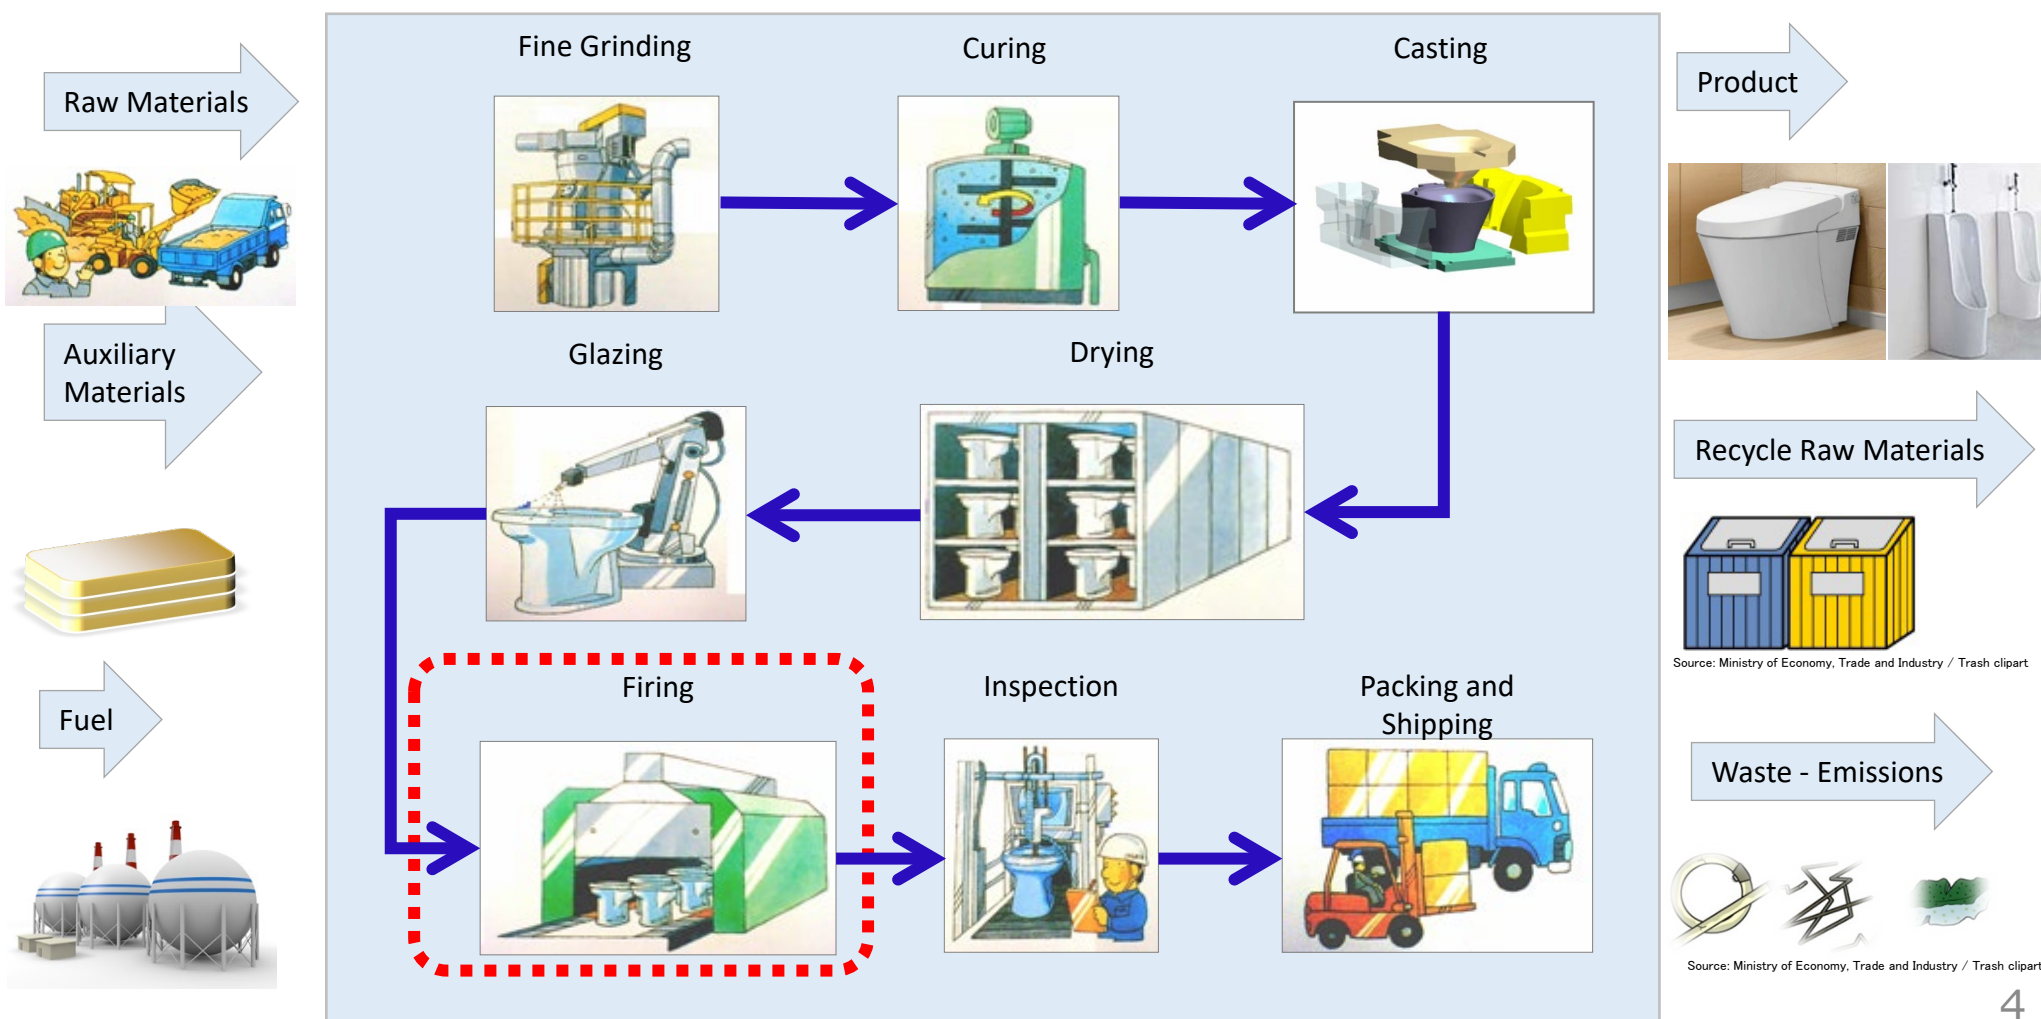 Raw Materials
Auxiliary
Materials
Fuel
Fine Grinding
Curing
Casting
Glazing
Drying
Firing
Inspection
Packing and
Shipping
Product
Recycle Raw Materials
Source: Ministry of Economy, Trade and Industry / Trash clipart
Waste - Emissions
Source: Ministry of Economy, Trade and Industry / Trash clipart
4